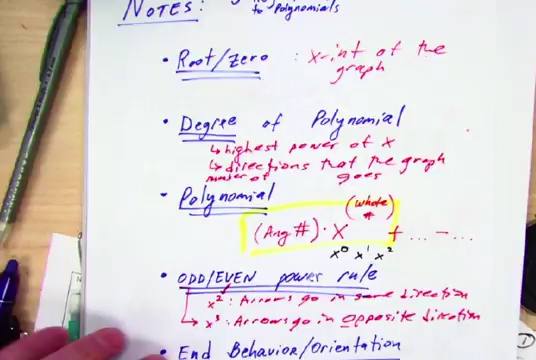 NOTES:
to Polynomials
• Root/zero : x-int of the
graph
• Degree of Polynomial
↳ highest power of x
↳ directions that the graph
number of goes
• Polynomial
(whole #)
(Any #) · X + ... - ...
x⁰ x¹ x²
• ODD/EVEN power rule
x² : Arrows go in same direction
↳ x³ : Arrows go in opposite direction
• End Behavior/Orientation